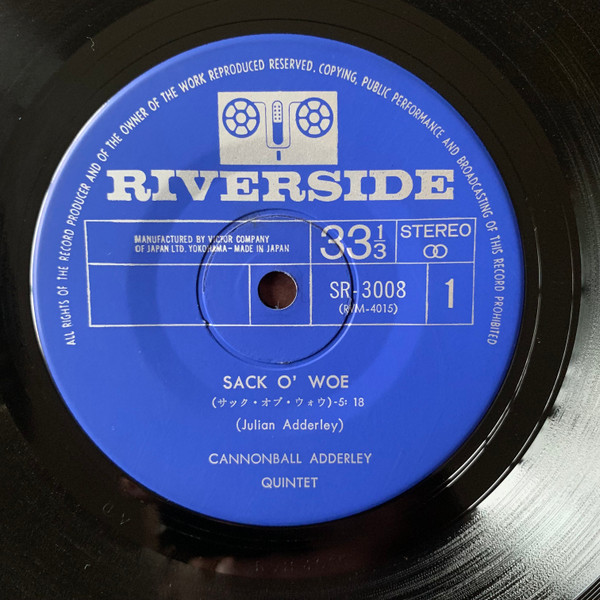 ALL RIGHTS OF THE RECORD PRODUCER AND OF THE OWNER OF THE WORK REPRODUCED RESERVED. COPYING, PUBLIC PERFORMANCE AND BROADCASTING OF THIS RECORD PROHIBITED
RIVERSIDE
MANUFACTURED BY VICTOR COMPANY
OF JAPAN LTD. YOKOHAMA-MADE IN JAPAN
33 1/3
STEREO
SR-3008
(RVM-4015)
1
SACK O' WOE
(サック・オブ・ウォウ)-5: 18
(Julian Adderley)
CANNONBALL ADDERLEY
QUINTET